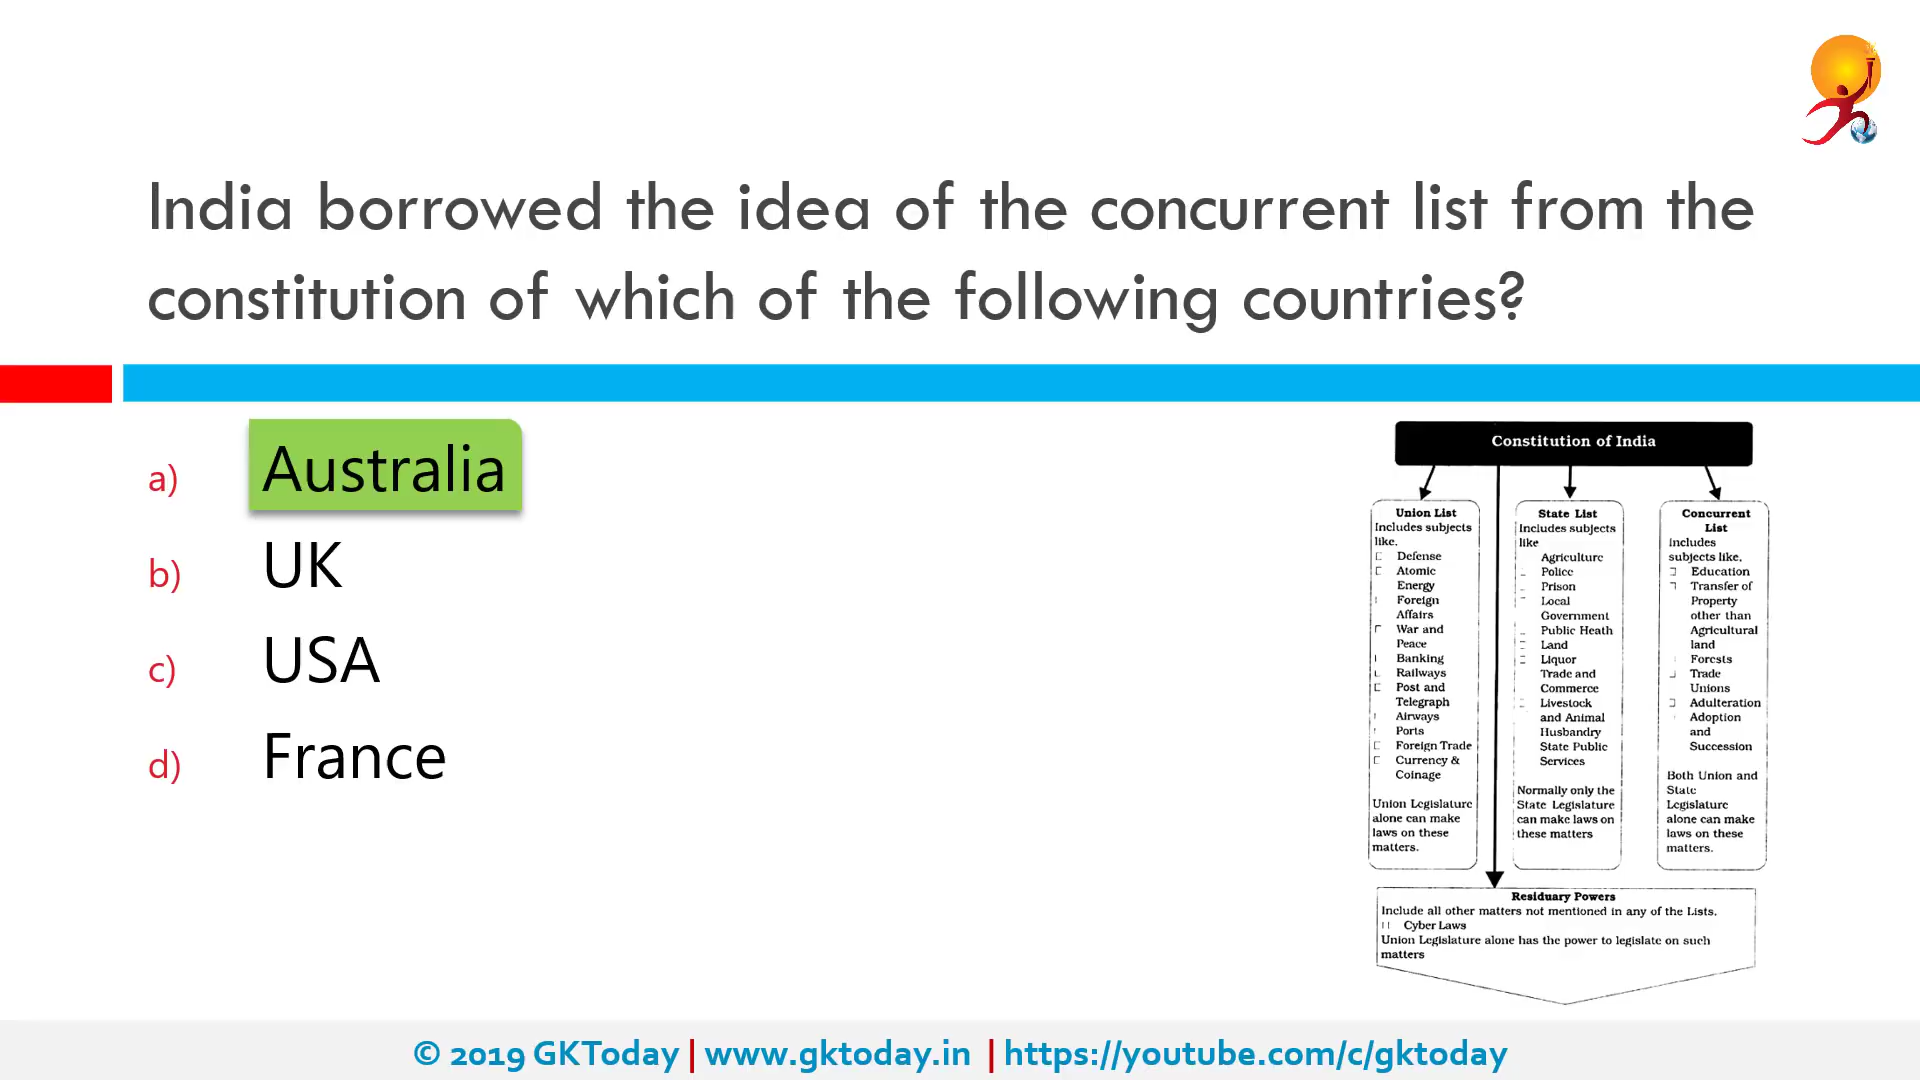 India borrowed the idea of the concurrent list from the
constitution of which of the following countries?
a) Australia
b) UK
c) USA
d) France
Constitution of India
Union List
Includes subjects
like.
Defense
Atomic
Energy
Foreign
Affairs
War and
Peace
Banking
Railways
Post and
Telegraph
Airways
Ports
Foreign Trade
Currency &
Coinage
Union Legislature
alone can make
laws on these
matters.
State List
Includes subjects
like
Agriculture
Police
Prison
Local
Government
Public Heath
Land
Liquor
Trade and
Commerce
Livestock
and Animal
Husbandry
State Public
Services
Normally only the
State Legislature
can make laws on
these matters
Concurrent
List
Includes
subjects like.
Education
Transfer of
Property
other than
Agricultural
land
Forests
Trade
Unions
Adulteration
Adoption
and
Succession
Both Union and
State
Legislature
alone can make
laws on these
matters.
Residuary Powers
Include all other matters not mentioned in any of the Lists.
Cyber Laws
Union Legislature alone has the power to legislate on such
matters
© 2019 GKToday | www.gktoday.in | https://youtube.com/c/gktoday